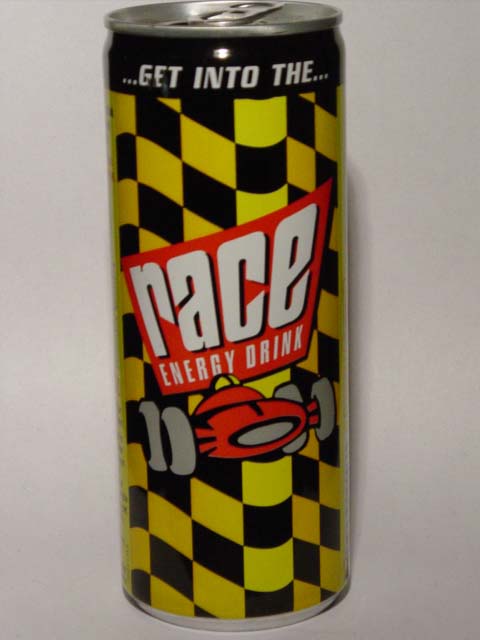 ...GET INTO THE...
race
ENERGY DRINK